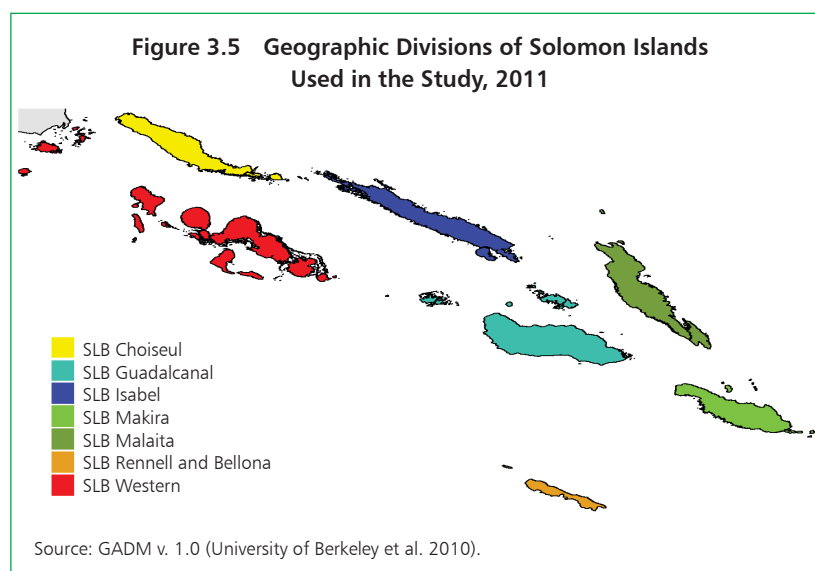 Figure 3.5 Geographic Divisions of Solomon Islands
Used in the Study, 2011
SLB Choiseul
SLB Guadalcanal
SLB Isabel
SLB Makira
SLB Malaita
SLB Rennell and Bellona
SLB Western
Source: GADM v. 1.0 (University of Berkeley et al. 2010).